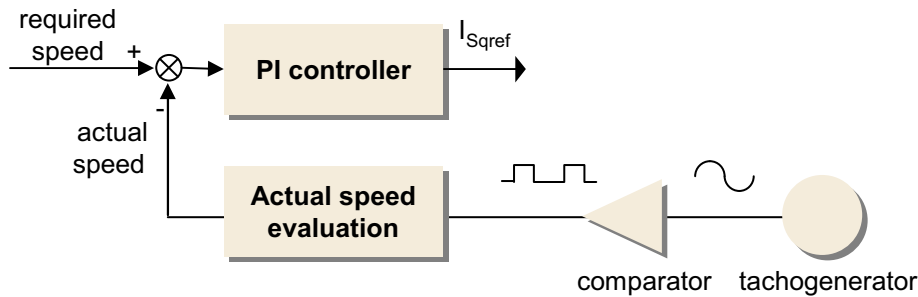 required
speed
+
I_Sqref
PI controller
-
actual
speed
Actual speed
evaluation
comparator
tachogenerator